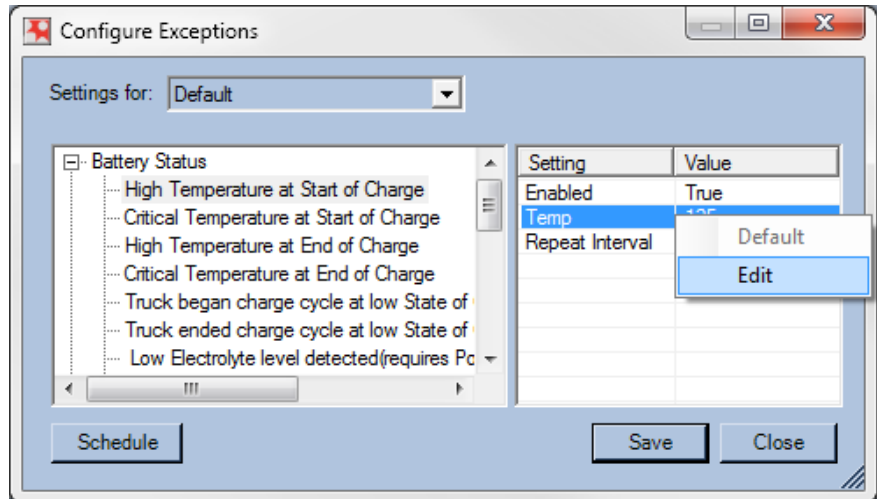 Configure Exceptions
Settings for: Default
Battery Status
High Temperature at Start of Charge
Critical Temperature at Start of Charge
High Temperature at End of Charge
Critical Temperature at End of Charge
Truck began charge cycle at low State of
Truck ended charge cycle at low State of
Low Electrolyte level detected(requires Po
Setting Value
Enabled True
Temp
Repeat Interval
Default
Edit
Schedule
Save
Close